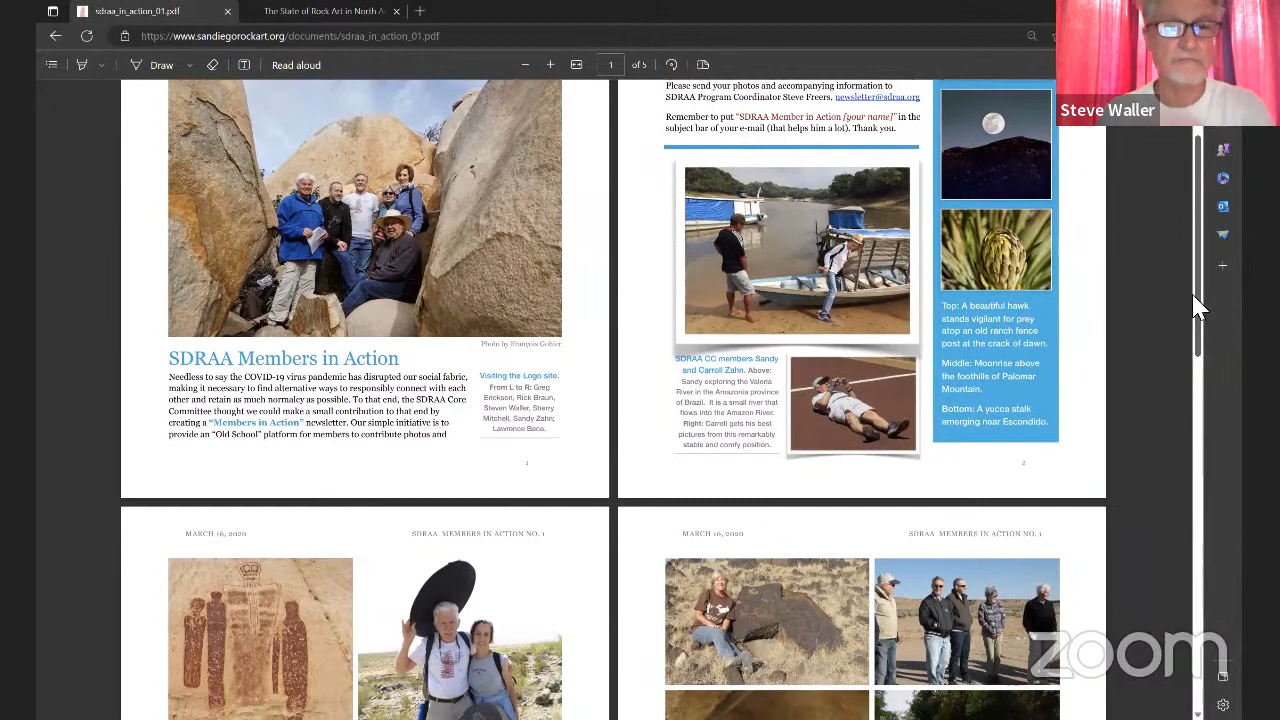 sdraa_in_action_01.pdf
The State of Rock Art in North A
https://www.sandiegorockart.org/documents/sdraa_in_action_01.pdf
Draw
Read aloud
1 of 5
Steve Waller
Photo by François Gohier
SDRAA Members in Action
Needless to say the COVID-19 virus pandemic has disrupted our social fabric,
making it necessary to find alternative ways to responsibly connect with each
other and retain as much normalcy as possible. To that end, the SDRAA Core
Committee thought we could make a small contribution to that end by
creating a “Members in Action” newsletter. Our simple initiative is to
provide an “Old School” platform for members to contribute photos and
Visiting the Logo site.
From L to R: Greg
Erickson, Rick Braun,
Steven Waller, Sherry
Mitchell, Sandy Zahn;
Lawrence Baca.
1
Please send your photos and accompanying information to
SDRAA Program Coordinator Steve Freers, newsletter@sdraa.org
Remember to put “SDRAA Member in Action [your name]” in the
subject bar of your e-mail (that helps him a lot). Thank you.
SDRAA CC members Sandy
and Carroll Zahn. Above:
Sandy exploring the Valeria
River in the Amazonia province
of Brazil. It is a small river that
flows into the Amazon River.
Right: Carroll gets his best
pictures from this remarkably
stable and comfy position.
Top: A beautiful hawk
stands vigilant for prey
atop an old ranch fence
post at the crack of dawn.
Middle: Moonrise above
the foothills of Palomar
Mountain.
Bottom: A yucca stalk
emerging near Escondido.
2
MARCH 16, 2020
SDRAA MEMBERS IN ACTION NO. 1
MARCH 16, 2020
SDRAA MEMBERS IN ACTION NO. 1
zoom